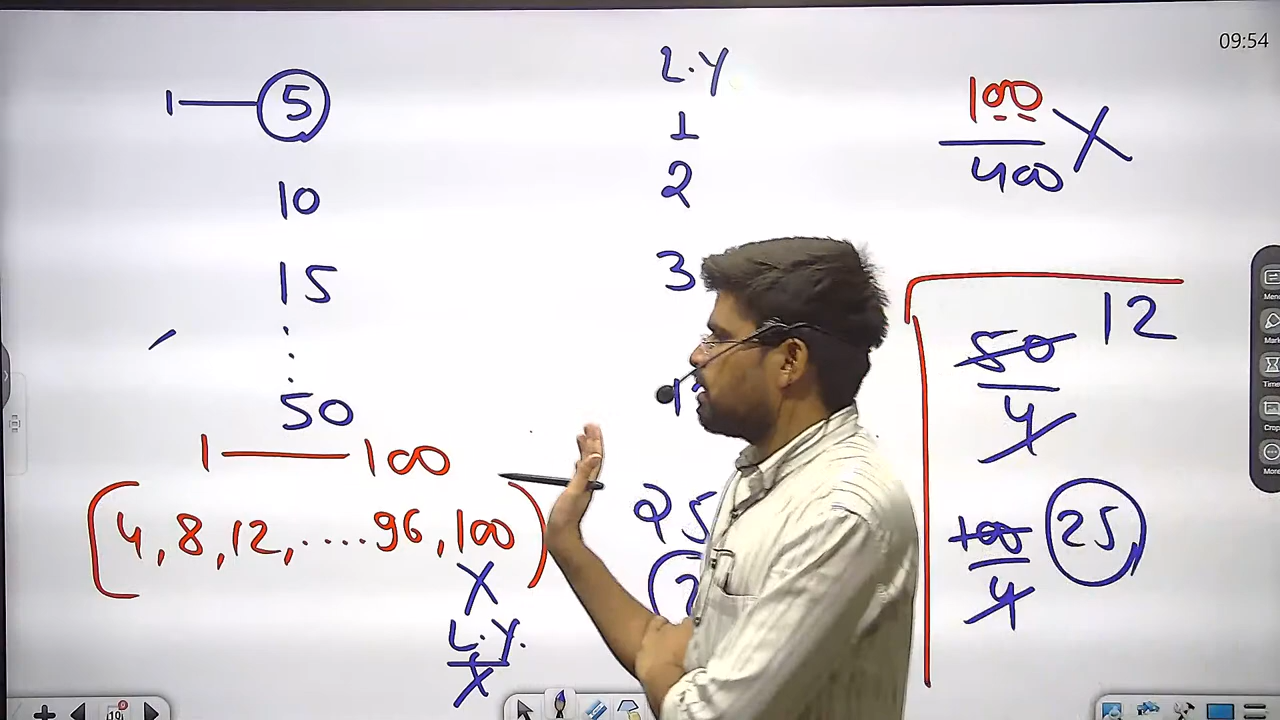 09:54
L.Y
1 — 5
1
10
2
15
3
50
1 — 100
4, 8, 12, .... 96, 100
X
L.Y.
X
25
100
400
X
50
4
12
100
4
25